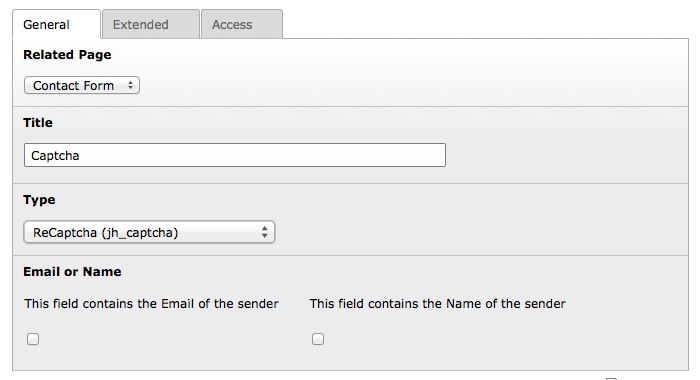 General Extended Access
Related Page
Contact Form
Title
Captcha
Type
ReCaptcha (jh_captcha)
Email or Name
This field contains the Email of the sender This field contains the Name of the sender